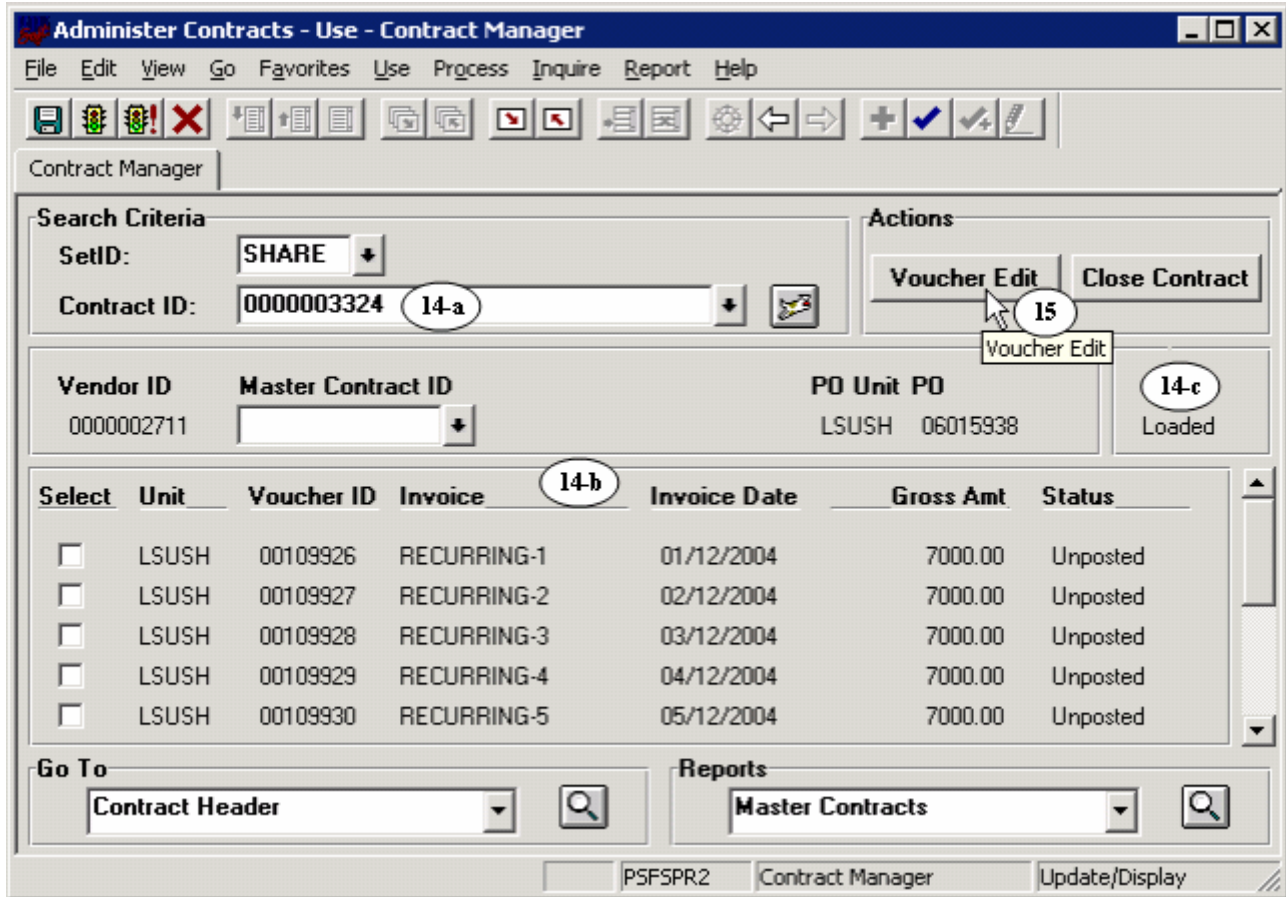 Administer Contracts - Use - Contract Manager
File Edit View Go Favorites Use Process Inquire Report Help
Contract Manager
Search Criteria
SetID: SHARE
Contract ID: 0000003324 14-a
Actions
Voucher Edit Close Contract
15
Voucher Edit
Vendor ID Master Contract ID PO Unit PO 14-c
0000002711 LSUSH 06015938 Loaded
14-b
Select Unit Voucher ID Invoice Invoice Date Gross Amt Status
LSUSH 00109926 RECURRING-1 01/12/2004 7000.00 Unposted
LSUSH 00109927 RECURRING-2 02/12/2004 7000.00 Unposted
LSUSH 00109928 RECURRING-3 03/12/2004 7000.00 Unposted
LSUSH 00109929 RECURRING-4 04/12/2004 7000.00 Unposted
LSUSH 00109930 RECURRING-5 05/12/2004 7000.00 Unposted
Go To Reports
Contract Header Master Contracts
PSFSPR2 Contract Manager Update/Display